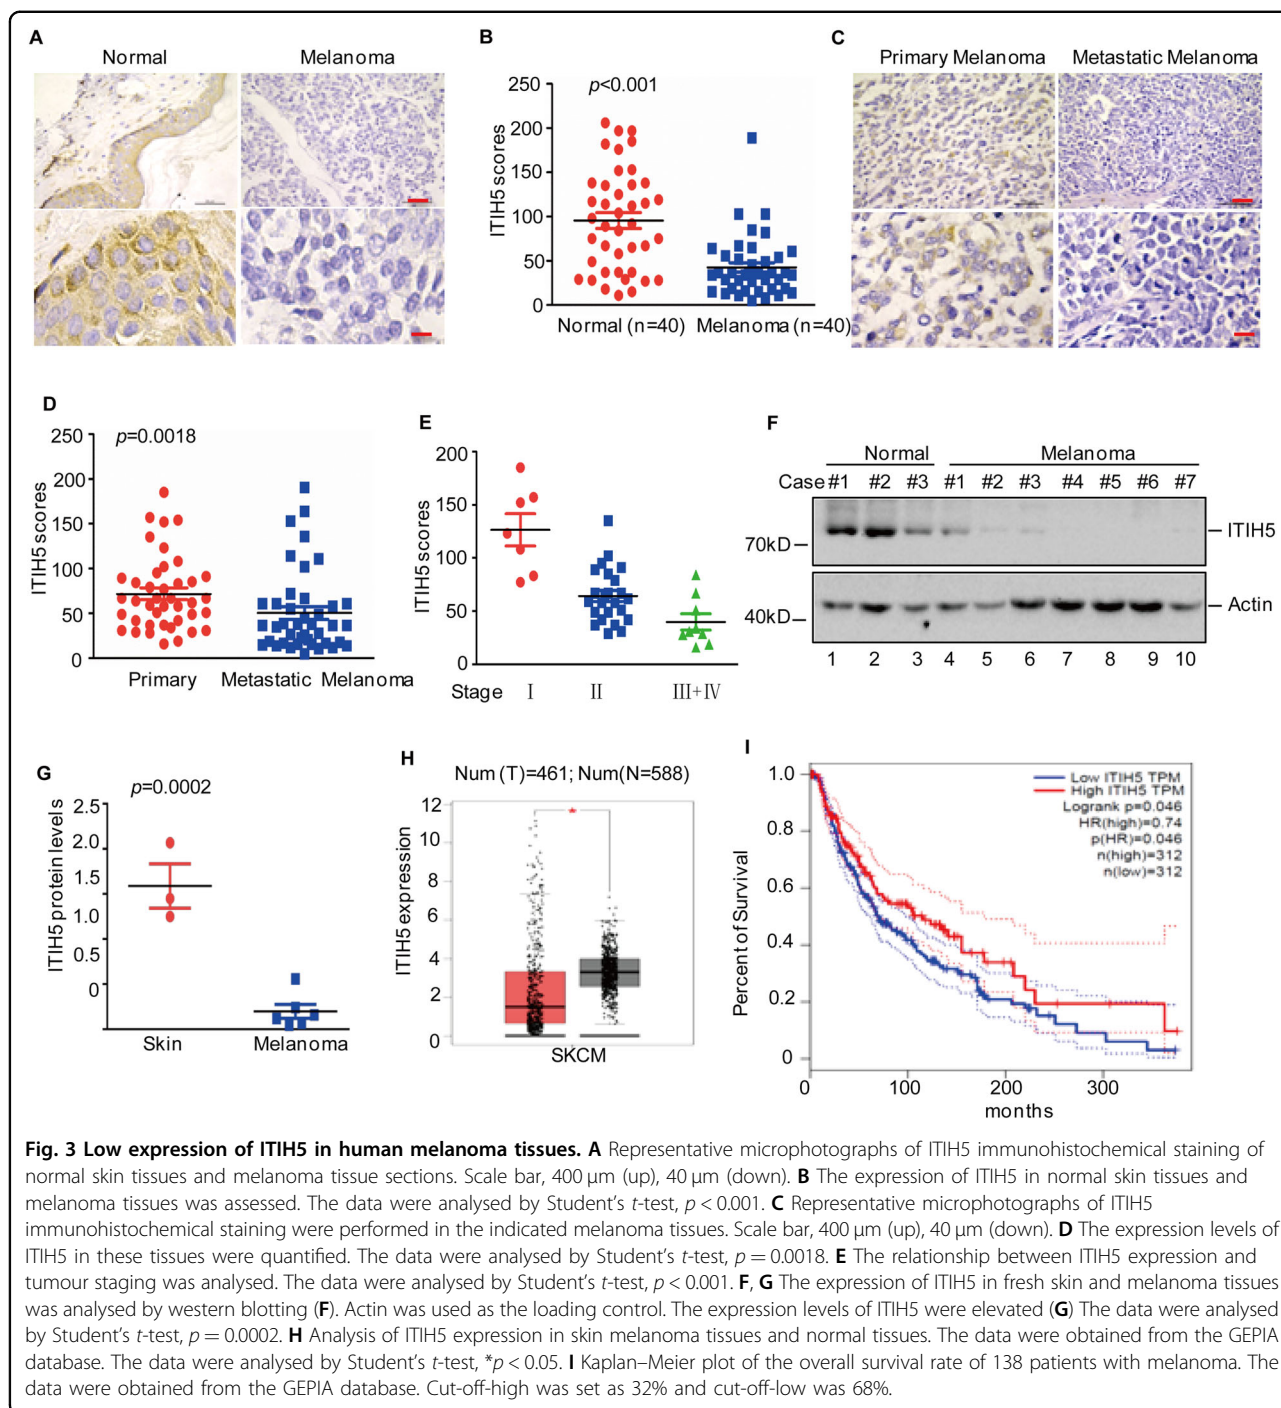 A
Normal
Melanoma
B
p<0.001
ITIH5 scores
250
200
150
100
50
0
Normal (n=40)
Melanoma (n=40)
C
Primary Melanoma
Metastatic Melanoma
D
p=0.0018
ITIH5 scores
250
200
150
100
50
0
Primary
Metastatic Melanoma
E
ITIH5 scores
200
150
100
50
0
Stage I II III+IV
F
Normal
Melanoma
Case #1 #2 #3 #1 #2 #3 #4 #5 #6 #7
70kD
ITIH5
40kD
Actin
1 2 3 4 5 6 7 8 9 10
G
p=0.0002
ITIH5 protein levels
2.5
1.5
1.0
0.5
0
Skin
Melanoma
H
Num (T)=461; Num(N=588)
ITIH5 expression
12
10
8
6
4
2
0
*
SKCM
I
Percent of Survival
1.0
0.8
0.6
0.4
0.2
0
Low ITIH5 TPM
High ITIH5 TPM
Logrank p=0.046
HR(high)=0.74
p(HR)=0.046
n(high)=312
n(low)=312
0 100 200 300
months
Fig. 3 Low expression of ITIH5 in human melanoma tissues. A Representative microphotographs of ITIH5 immunohistochemical staining of
normal skin tissues and melanoma tissue sections. Scale bar, 400 µm (up), 40 µm (down). B The expression of ITIH5 in normal skin tissues and
melanoma tissues was assessed. The data were analysed by Student's t-test, p < 0.001. C Representative microphotographs of ITIH5
immunohistochemical staining were performed in the indicated melanoma tissues. Scale bar, 400 µm (up), 40 µm (down). D The expression levels of
ITIH5 in these tissues were quantified. The data were analysed by Student's t-test, p = 0.0018. E The relationship between ITIH5 expression and
tumour staging was analysed. The data were analysed by Student's t-test, p < 0.001. F, G The expression of ITIH5 in fresh skin and melanoma tissues
was analysed by western blotting (F). Actin was used as the loading control. The expression levels of ITIH5 were elevated (G) The data were analysed
by Student's t-test, p = 0.0002. H Analysis of ITIH5 expression in skin melanoma tissues and normal tissues. The data were obtained from the GEPIA
database. The data were analysed by Student's t-test, *p < 0.05. I Kaplan–Meier plot of the overall survival rate of 138 patients with melanoma. The
data were obtained from the GEPIA database. Cut-off-high was set as 32% and cut-off-low was 68%.